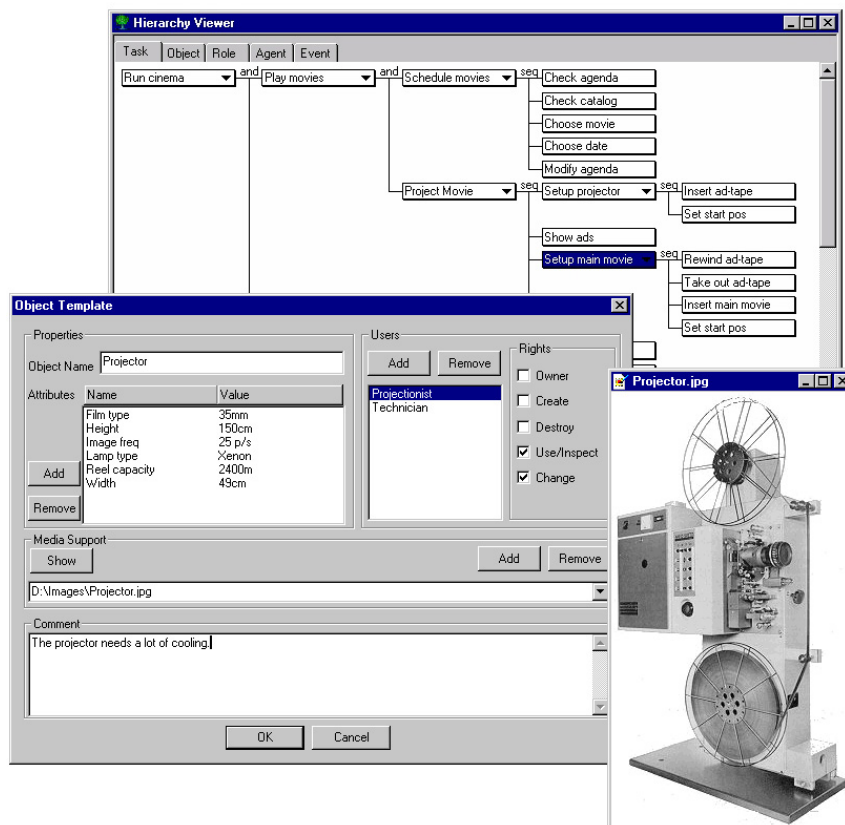 Hierarchy Viewer
Task Object Role Agent Event
Run cinema and Play movies and Schedule movies seq Check agenda
Check catalog
Choose movie
Choose date
Modify agenda
Project Movie seq Setup projector seq Insert ad-tape
Set start pos
Show ads
Setup main movie seq Rewind ad-tape
Take out ad-tape
Insert main movie
Set start pos
Object Template
Properties
Object Name Projector
Attributes Name Value
Film type 35mm
Height 150cm
Image freq 25 p/s
Lamp type Xenon
Reel capacity 2400m
Width 49cm
Add
Remove
Users
Add Remove
Projectionist
Technician
Rights
Owner
Create
Destroy
Use/Inspect
Change
Media Support
Show Add Remove
D:\Images\Projector.jpg
Comment
The projector needs a lot of cooling.
OK Cancel
Projector.jpg